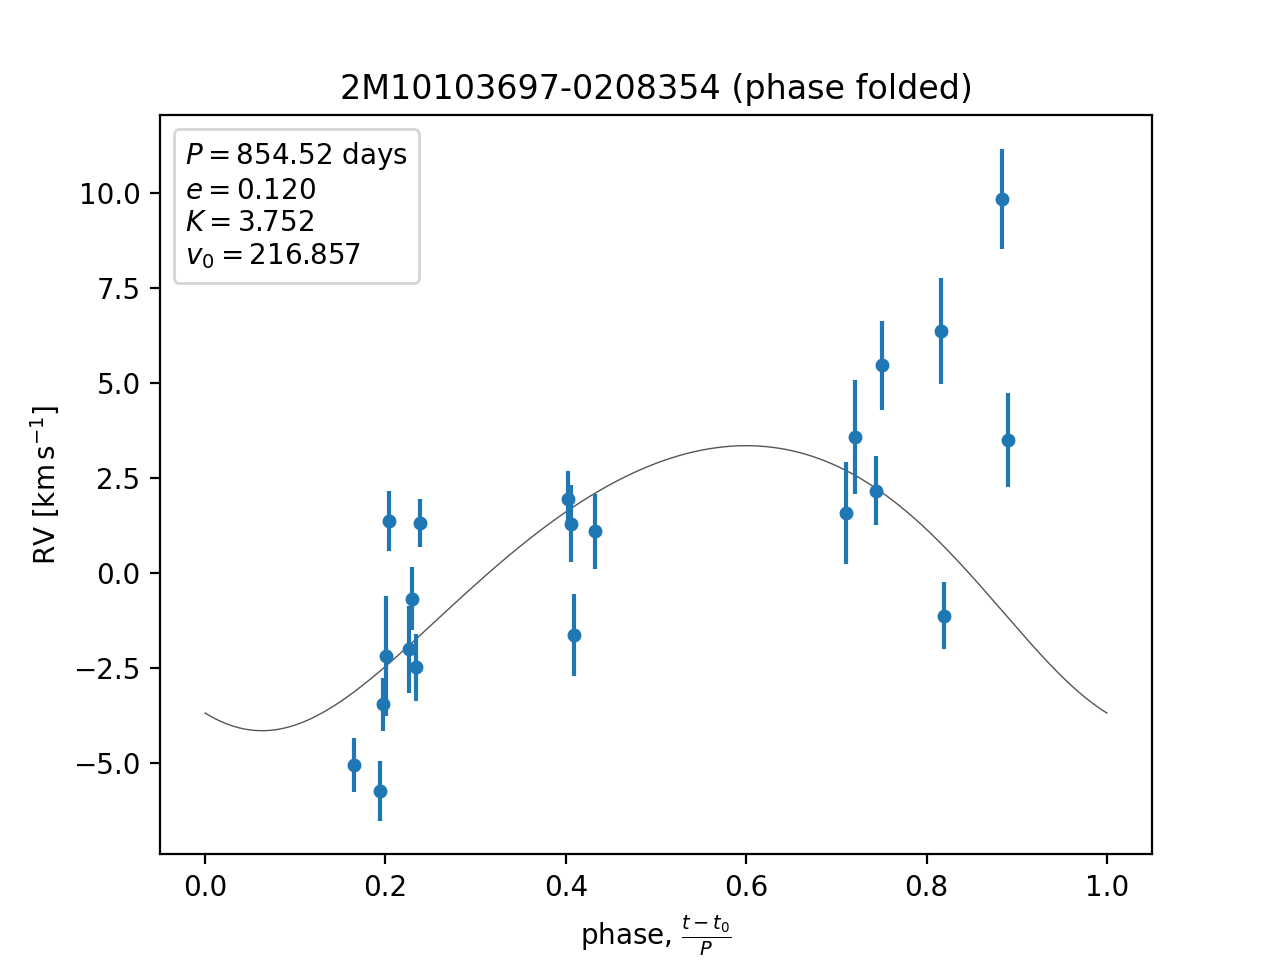 2M10103697-0208354 (phase folded)
P = 854.52 days
e = 0.120
K = 3.752
v₀ = 216.857
10.0
7.5
5.0
2.5
0.0
−2.5
−5.0
RV [km s⁻¹]
0.0 0.2 0.4 0.6 0.8 1.0
phase, (t − t₀)/P